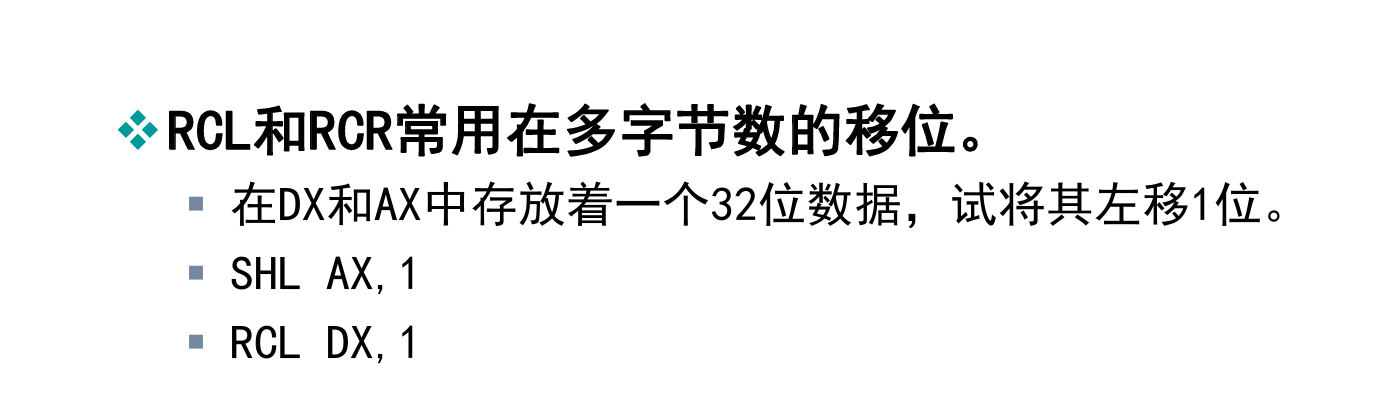 RCL和RCR常用在多字节数的移位。
在DX和AX中存放着一个32位数据，试将其左移1位。
SHL AX,1
RCL DX,1